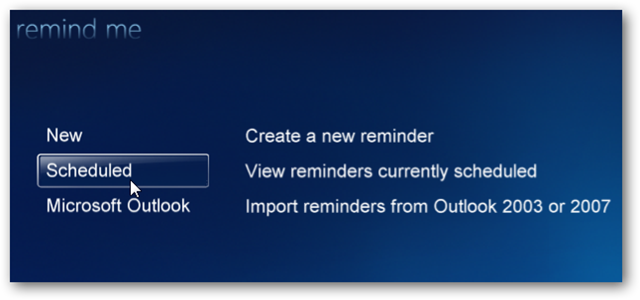 remind me
New Create a new reminder
Scheduled View reminders currently scheduled
Microsoft Outlook Import reminders from Outlook 2003 or 2007